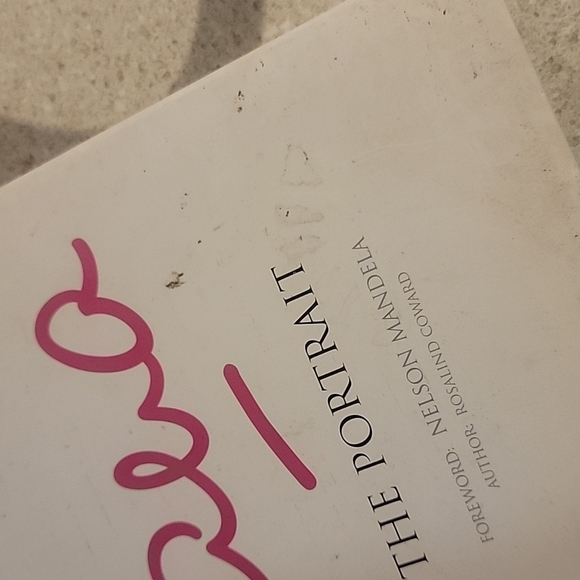 THE PORTRAIT
FOREWORD: NELSON MANDELA
AUTHOR: ROSALIND COWARD